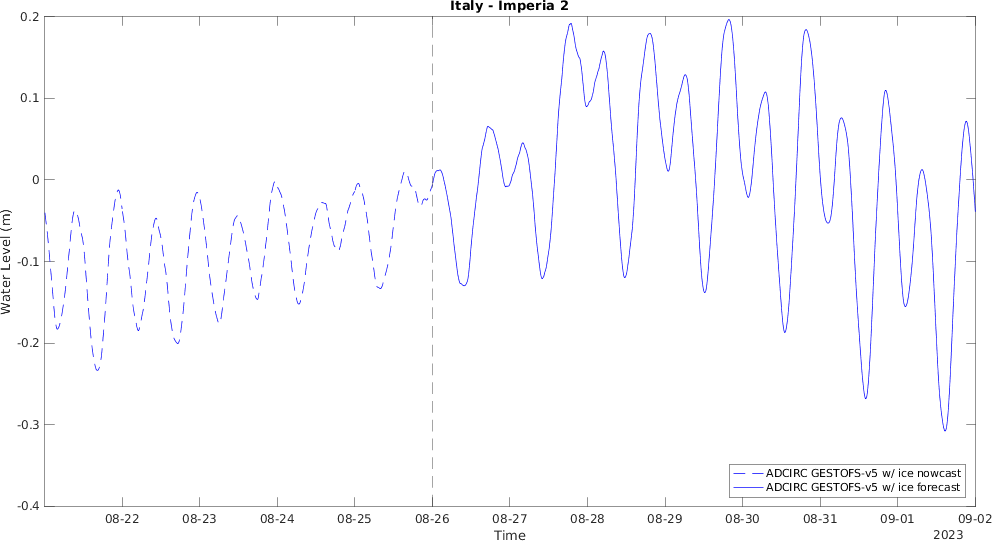 Italy - Imperia 2
0.2
0.1
0
-0.1
-0.2
-0.3
-0.4
Water Level (m)
ADCIRC GESTOFS-v5 w/ ice nowcast
ADCIRC GESTOFS-v5 w/ ice forecast
08-22 08-23 08-24 08-25 08-26 08-27 08-28 08-29 08-30 08-31 09-01 09-02
Time
2023